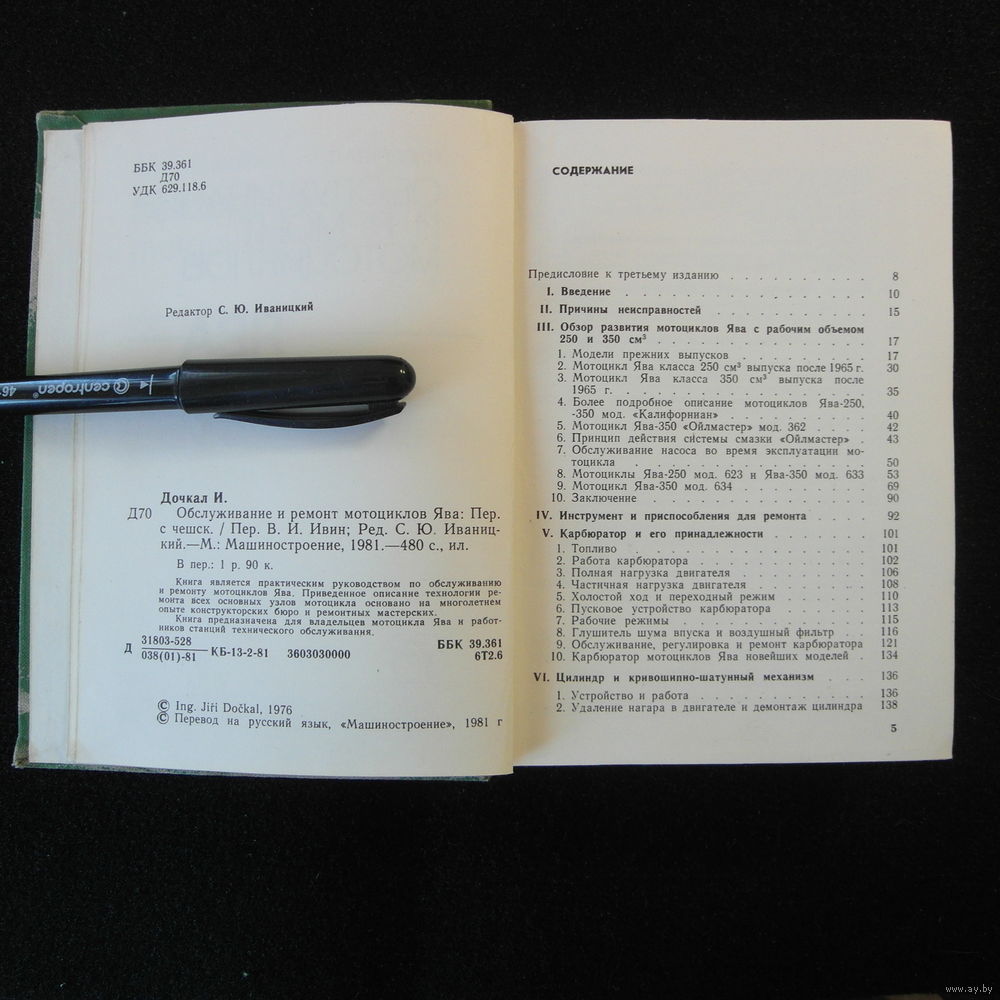 ББК 39.361
Д70
УДК 629.118.6
Редактор С. Ю. Иваницкий
centropen® 46
Дочкал И.
Д70 Обслуживание и ремонт мотоциклов Ява: Пер.
с чешск. / Пер. В. И. Ивин; Ред. С. Ю. Иваниц-
кий.—М.: Машиностроение, 1981.—480 с., ил.
В пер.: 1 р. 90 к.
Книга является практическим руководством по обслуживанию
и ремонту мотоциклов Ява. Приведенное описание технологии ре-
монта всех основных узлов мотоцикла основано на многолетнем
опыте конструкторских бюро и ремонтных мастерских.
Книга предназначена для владельцев мотоцикла Ява и работ-
ников станций технического обслуживания.
Д 31803-528
038(01)-81 КБ-13-2-81 3603030000
ББК 39.361
6Т2.6
© Ing. Jiří Dočkal, 1976
© Перевод на русский язык, «Машиностроение», 1981 г
СОДЕРЖАНИЕ
Предисловие к третьему изданию . . . . . . . . . 8
I. Введение . . . . . . . . . . . . . . . 10
II. Причины неисправностей . . . . . . . . . . 15
III. Обзор развития мотоциклов Ява с рабочим объемом
250 и 350 см³ . . . . . . . . . . . . . . 17
1. Модели прежних выпусков . . . . . . . . . 17
2. Мотоцикл Ява класса 250 см³ выпуска после 1965 г. 30
3. Мотоцикл Ява класса 350 см³ выпуска после
1965 г. . . . . . . . . . . . . . . . . 35
4. Более подробное описание мотоциклов Ява-250,
-350 мод. «Калифорниан» . . . . . . . . . 40
5. Мотоцикл Ява-350 «Ойлмастер» мод. 362 . . . . 42
6. Принцип действия системы смазки «Ойлмастер» . 43
7. Обслуживание насоса во время эксплуатации мо-
тоцикла . . . . . . . . . . . . . . . . 50
8. Мотоциклы Ява-250 мод. 623 и Ява-350 мод. 633 53
9. Мотоцикл Ява-350 мод. 634 . . . . . . . . . 69
10. Заключение . . . . . . . . . . . . . . . 90
IV. Инструмент и приспособления для ремонта . . . . 92
V. Карбюратор и его принадлежности . . . . . . . 101
1. Топливо . . . . . . . . . . . . . . . . 101
2. Работа карбюратора . . . . . . . . . . . . 102
3. Полная нагрузка двигателя . . . . . . . . . 106
4. Частичная нагрузка двигателя . . . . . . . . 108
5. Холостой ход и переходный режим . . . . . . 110
6. Пусковое устройство карбюратора . . . . . . 113
7. Рабочие режимы . . . . . . . . . . . . . 115
8. Глушитель шума впуска и воздушный фильтр . . 116
9. Обслуживание, регулировка и ремонт карбюратора 121
10. Карбюратор мотоциклов Ява новейших моделей . 134
VI. Цилиндр и кривошипно-шатунный механизм . . . . 136
1. Устройство и работа . . . . . . . . . . . 136
2. Удаление нагара в двигателе и демонтаж цилиндра 138
5
www.ay.by